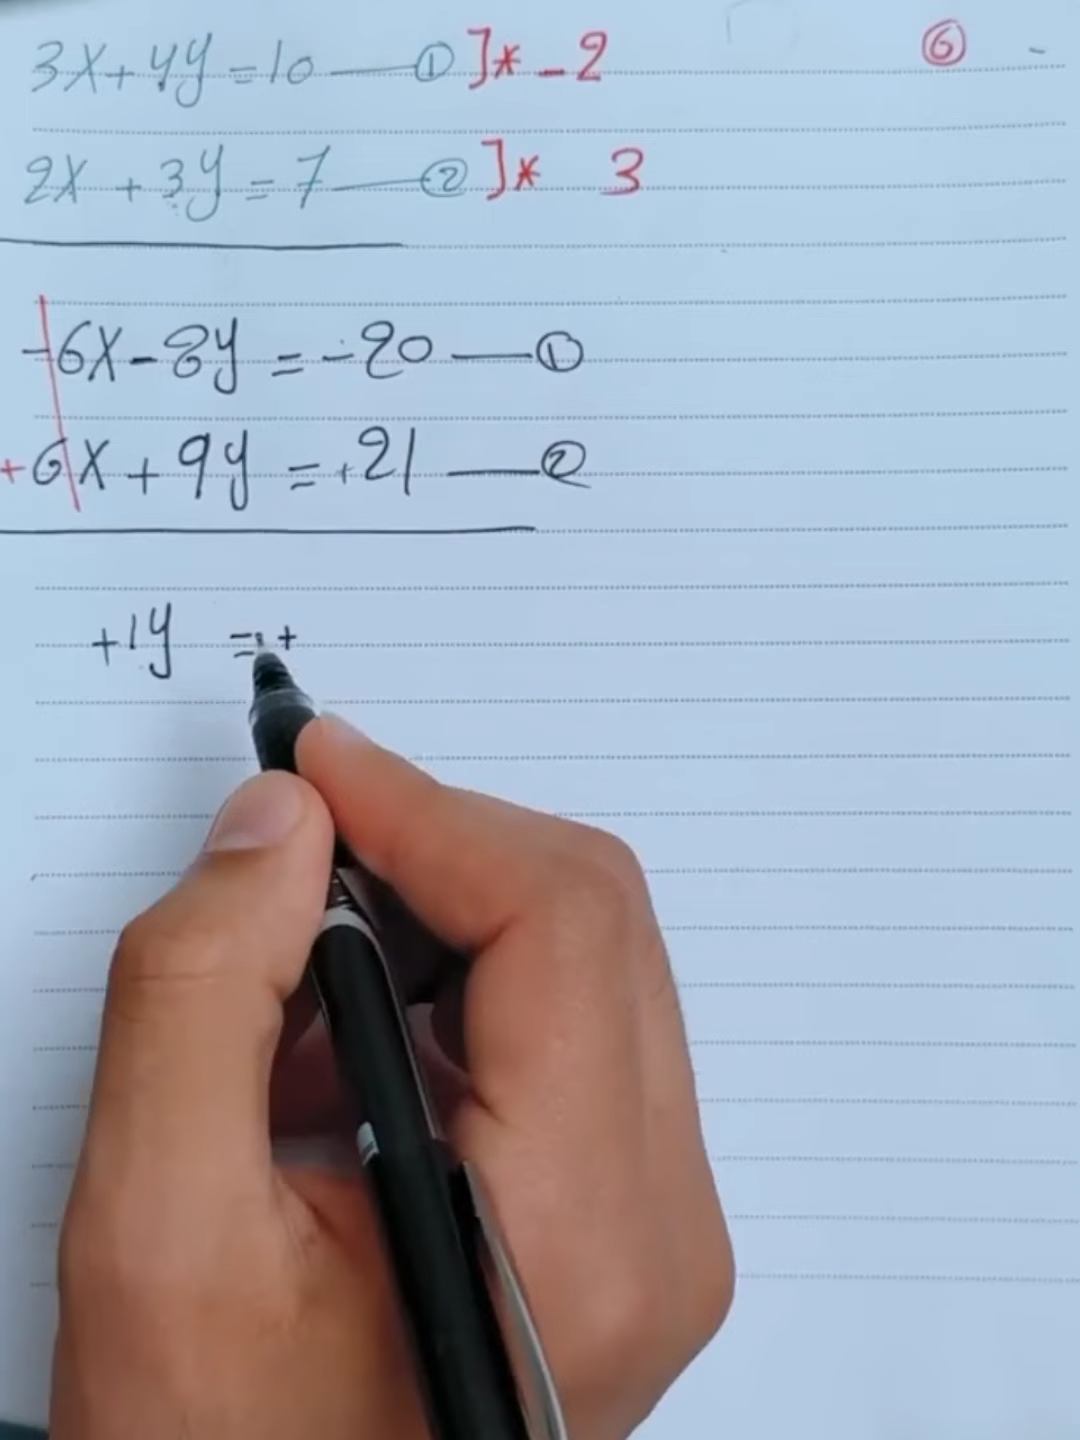 3x+4y=10——① ]* -2 ⑥ -
2x+3y=7——② ]* 3
-6x-8y=-20——①
+6x+9y=+21——②
+1y =+